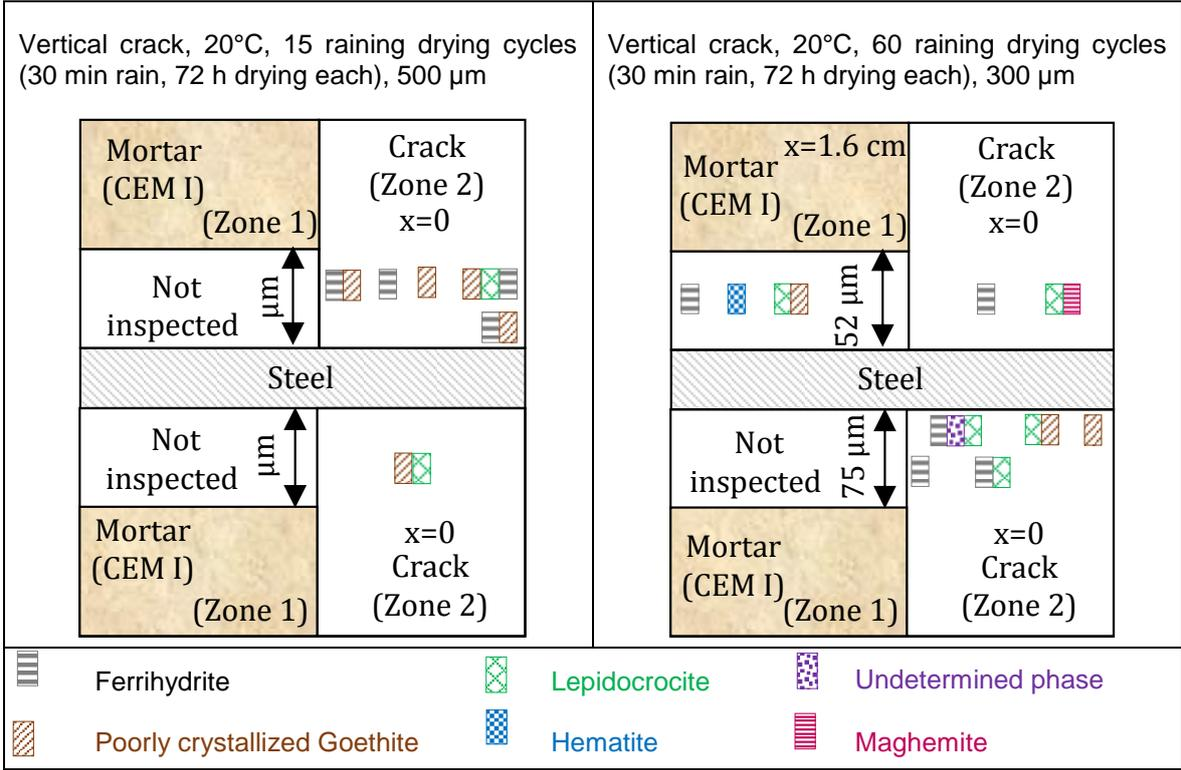 Vertical crack, 20°C, 15 raining drying cycles
(30 min rain, 72 h drying each), 500 µm
Mortar
(CEM I)
(Zone 1)
Crack
(Zone 2)
x=0
Not
inspected
µm
Steel
Not
inspected
µm
Mortar
(CEM I)
(Zone 1)
x=0
Crack
(Zone 2)
Vertical crack, 20°C, 60 raining drying cycles
(30 min rain, 72 h drying each), 300 µm
x=1.6 cm
Mortar
(CEM I)
(Zone 1)
Crack
(Zone 2)
x=0
52 µm
Steel
Not
inspected
75 µm
Mortar
(CEM I)
(Zone 1)
x=0
Crack
(Zone 2)
Ferrihydrite
Lepidocrocite
Undetermined phase
Poorly crystallized Goethite
Hematite
Maghemite